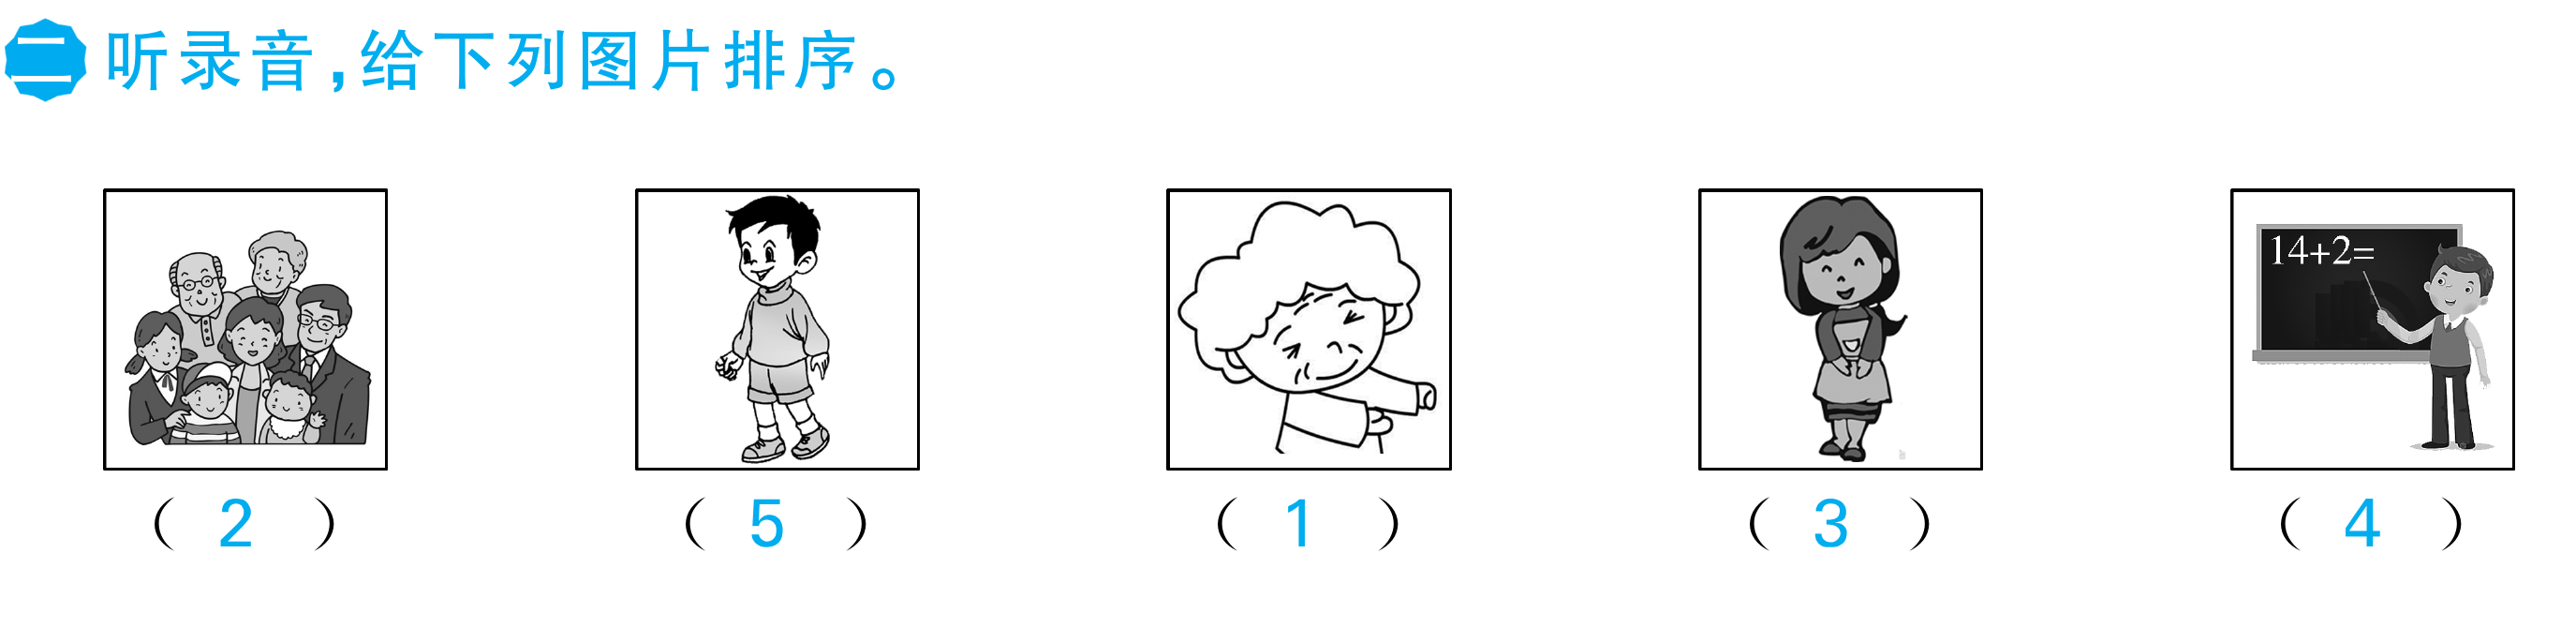 二 听录音,给下列图片排序。
14+2=
( 2 ) ( 5 ) ( 1 ) ( 3 ) ( 4 )